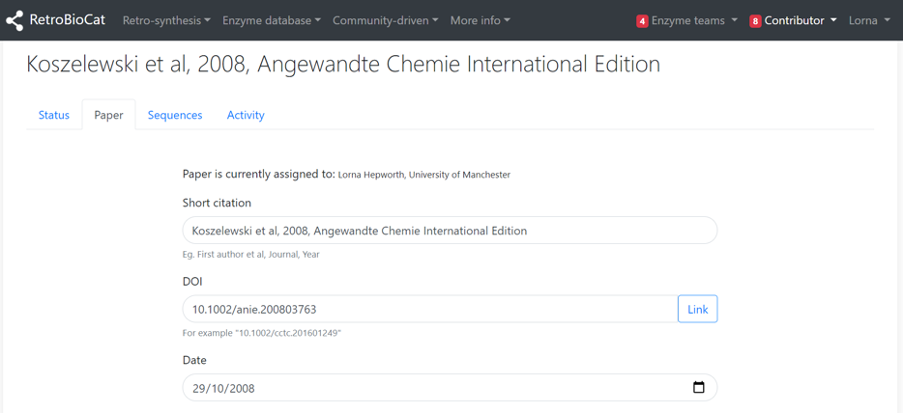 RetroBioCat Retro-synthesis Enzyme database Community-driven More info 4 Enzyme teams 8 Contributor Lorna
Koszelewski et al, 2008, Angewandte Chemie International Edition
Status Paper Sequences Activity
Paper is currently assigned to: Lorna Hepworth, University of Manchester
Short citation
Koszelewski et al, 2008, Angewandte Chemie International Edition
Eg. First author et al, Journal, Year
DOI
10.1002/anie.200803763 Link
For example "10.1002/cctc.201601249"
Date
29/10/2008